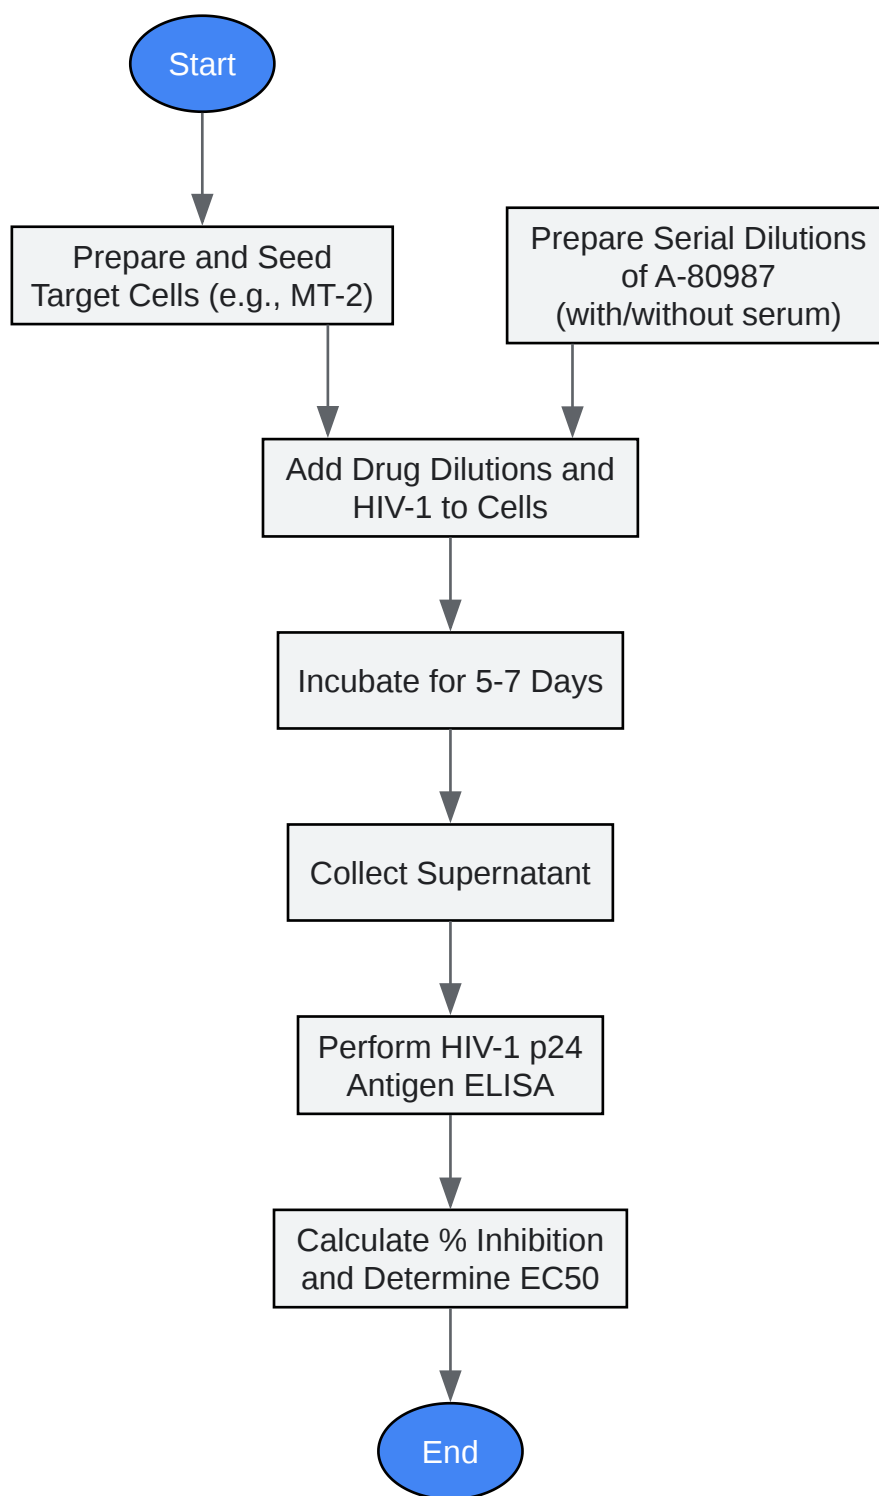 Start
Prepare and Seed
Target Cells (e.g., MT-2)
Prepare Serial Dilutions
of A-80987
(with/without serum)
Add Drug Dilutions and
HIV-1 to Cells
Incubate for 5-7 Days
Collect Supernatant
Perform HIV-1 p24
Antigen ELISA
Calculate % Inhibition
and Determine EC50
End